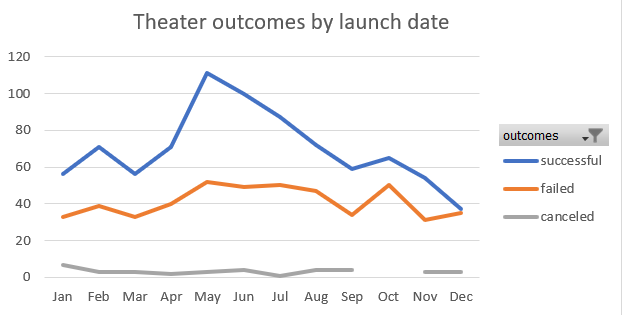 Theater outcomes by launch date
120
100
80
60
40
20
0
Jan Feb Mar Apr May Jun Jul Aug Sep Oct Nov Dec
outcomes
successful
failed
canceled